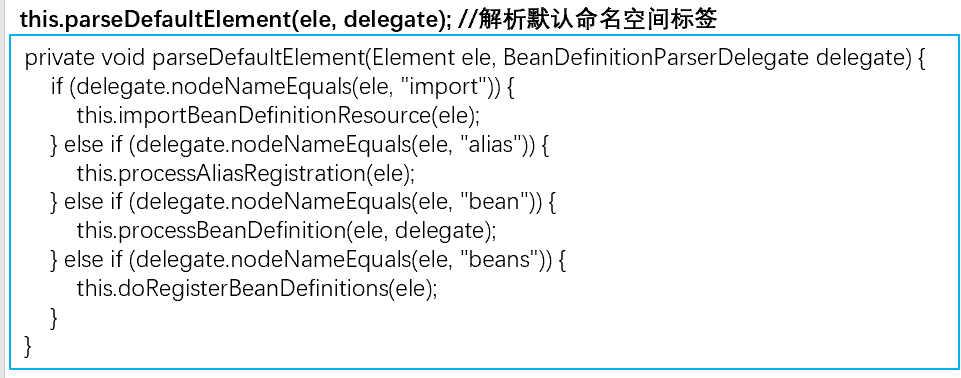 this.parseDefaultElement(ele, delegate); //解析默认命名空间标签
private void parseDefaultElement(Element ele, BeanDefinitionParserDelegate delegate) {
if (delegate.nodeNameEquals(ele, "import")) {
this.importBeanDefinitionResource(ele);
} else if (delegate.nodeNameEquals(ele, "alias")) {
this.processAliasRegistration(ele);
} else if (delegate.nodeNameEquals(ele, "bean")) {
this.processBeanDefinition(ele, delegate);
} else if (delegate.nodeNameEquals(ele, "beans")) {
this.doRegisterBeanDefinitions(ele);
}
}